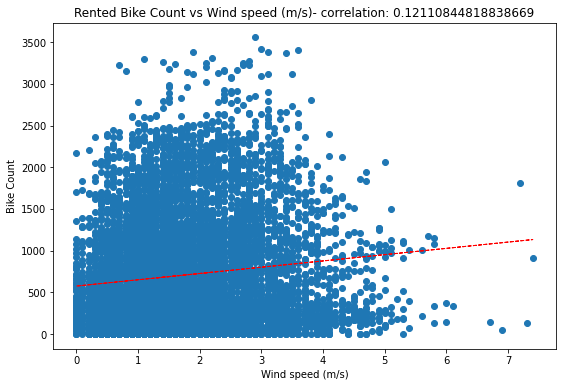 Rented Bike Count vs Wind speed (m/s)- correlation: 0.12110844818838669
3500
3000
2500
2000
1500
1000
500
0
Bike Count
0 1 2 3 4 5 6 7
Wind speed (m/s)